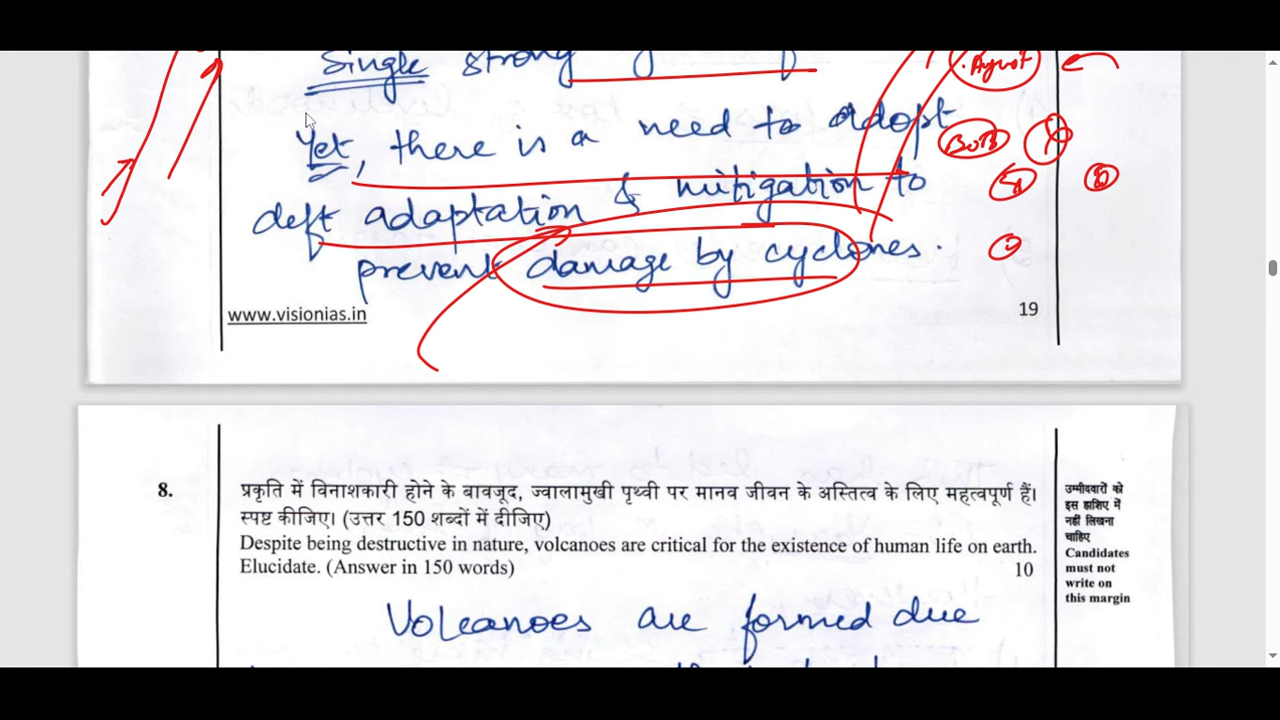 Single strong
August
Yet, there is a need to adopt
Both
deft adaptation & mitigation to
prevent damage by cyclones.
www.visionias.in
19
8.
प्रकृति में विनाशकारी होने के बावजूद, ज्वालामुखी पृथ्वी पर मानव जीवन के अस्तित्व के लिए महत्वपूर्ण हैं।
स्पष्ट कीजिए। (उत्तर 150 शब्दों में दीजिए)
Despite being destructive in nature, volcanoes are critical for the existence of human life on earth.
Elucidate. (Answer in 150 words)
10
उम्मीदवारों को
इस हाशिए में
नहीं लिखना
चाहिए
Candidates
must not
write on
this margin
Volcanoes are formed due